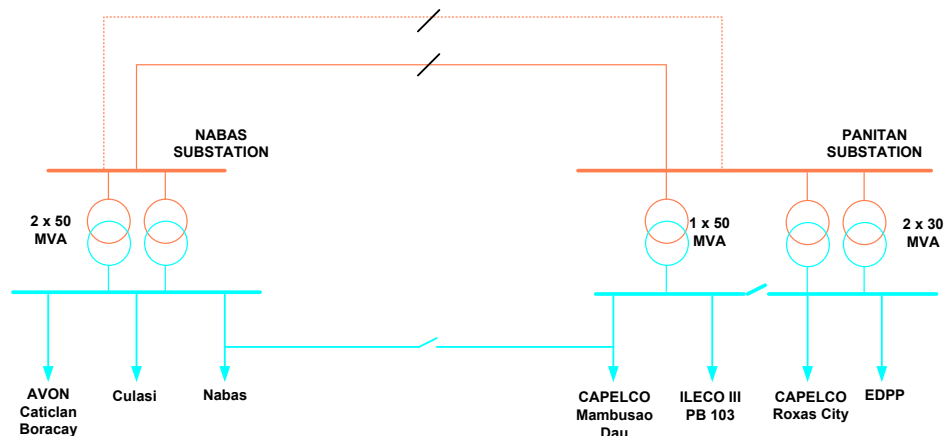 NABAS
SUBSTATION
PANITAN
SUBSTATION
2 x 50
MVA
1 x 50
MVA
2 x 30
MVA
AVON
Caticlan
Boracay
Culasi
Nabas
CAPELCO
Mambusao
Dau
ILECO III
PB 103
CAPELCO
Roxas City
EDPP